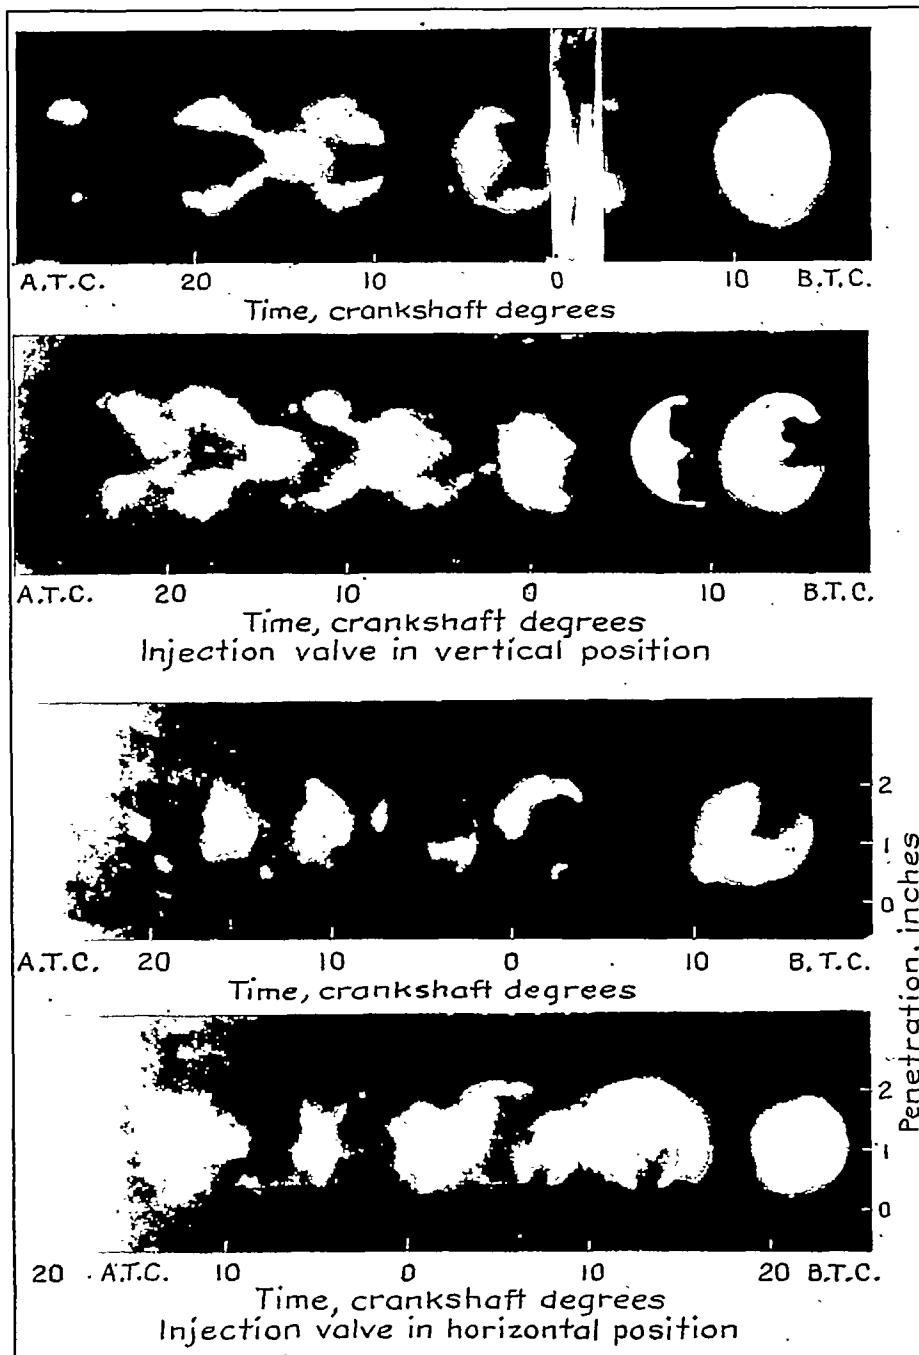 A.T.C. 20 10 0 10 B.T.C.
Time, crankshaft degrees
A.T.C. 20 10 0 10 B.T.C.
Time, crankshaft degrees
Injection valve in vertical position
2
1
0
A.T.C. 20 10 0 10 B.T.C.
Time, crankshaft degrees
Penetration, inches
2
1
0
20 A.T.C. 10 0 10 20 B.T.C.
Time, crankshaft degrees
Injection valve in horizontal position